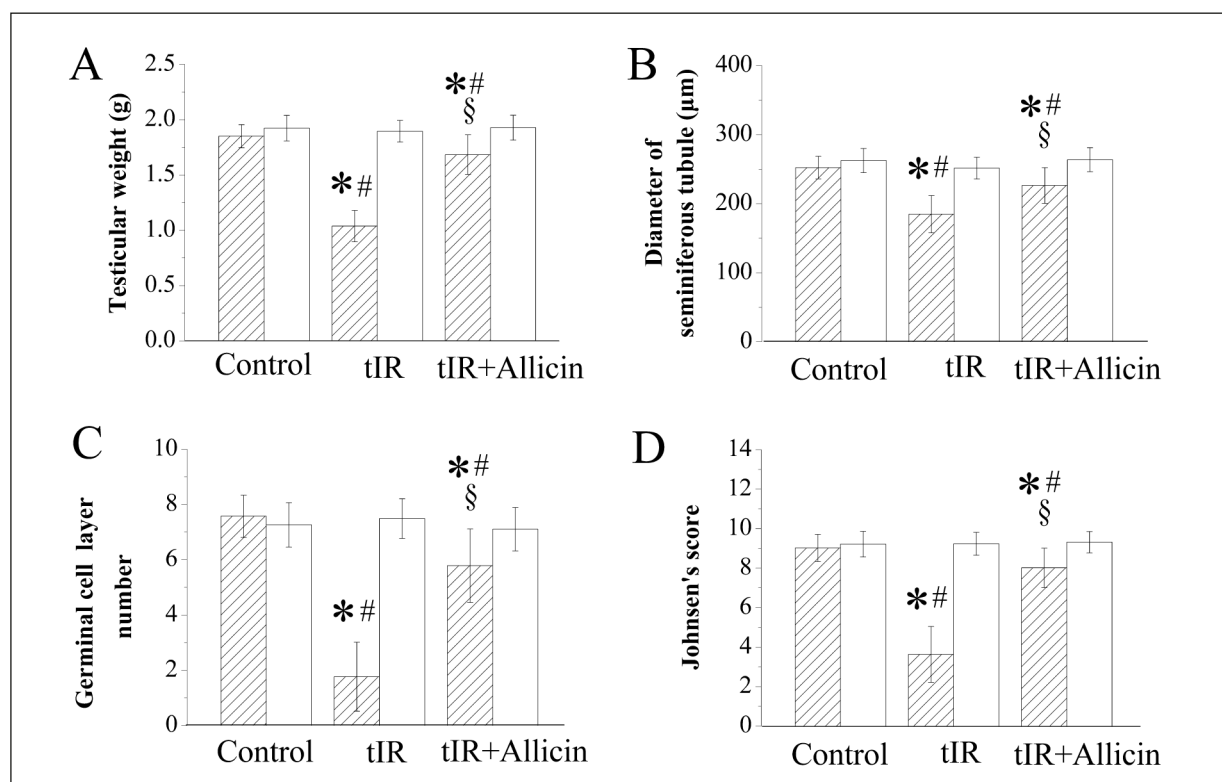 A
Testicular weight (g)
2.5
2.0
1.5
1.0
0.5
0.0
*#
*#
§
Control
tIR
tIR+Allicin
B
Diameter of
seminiferous tubule (μm)
400
300
200
100
0
*#
*#
§
Control
tIR
tIR+Allicin
C
Germinal cell layer
number
10
8
6
4
2
0
*#
*#
§
Control
tIR
tIR+Allicin
D
Johnsen's score
14
12
10
8
6
4
2
0
*#
*#
§
Control
tIR
tIR+Allicin